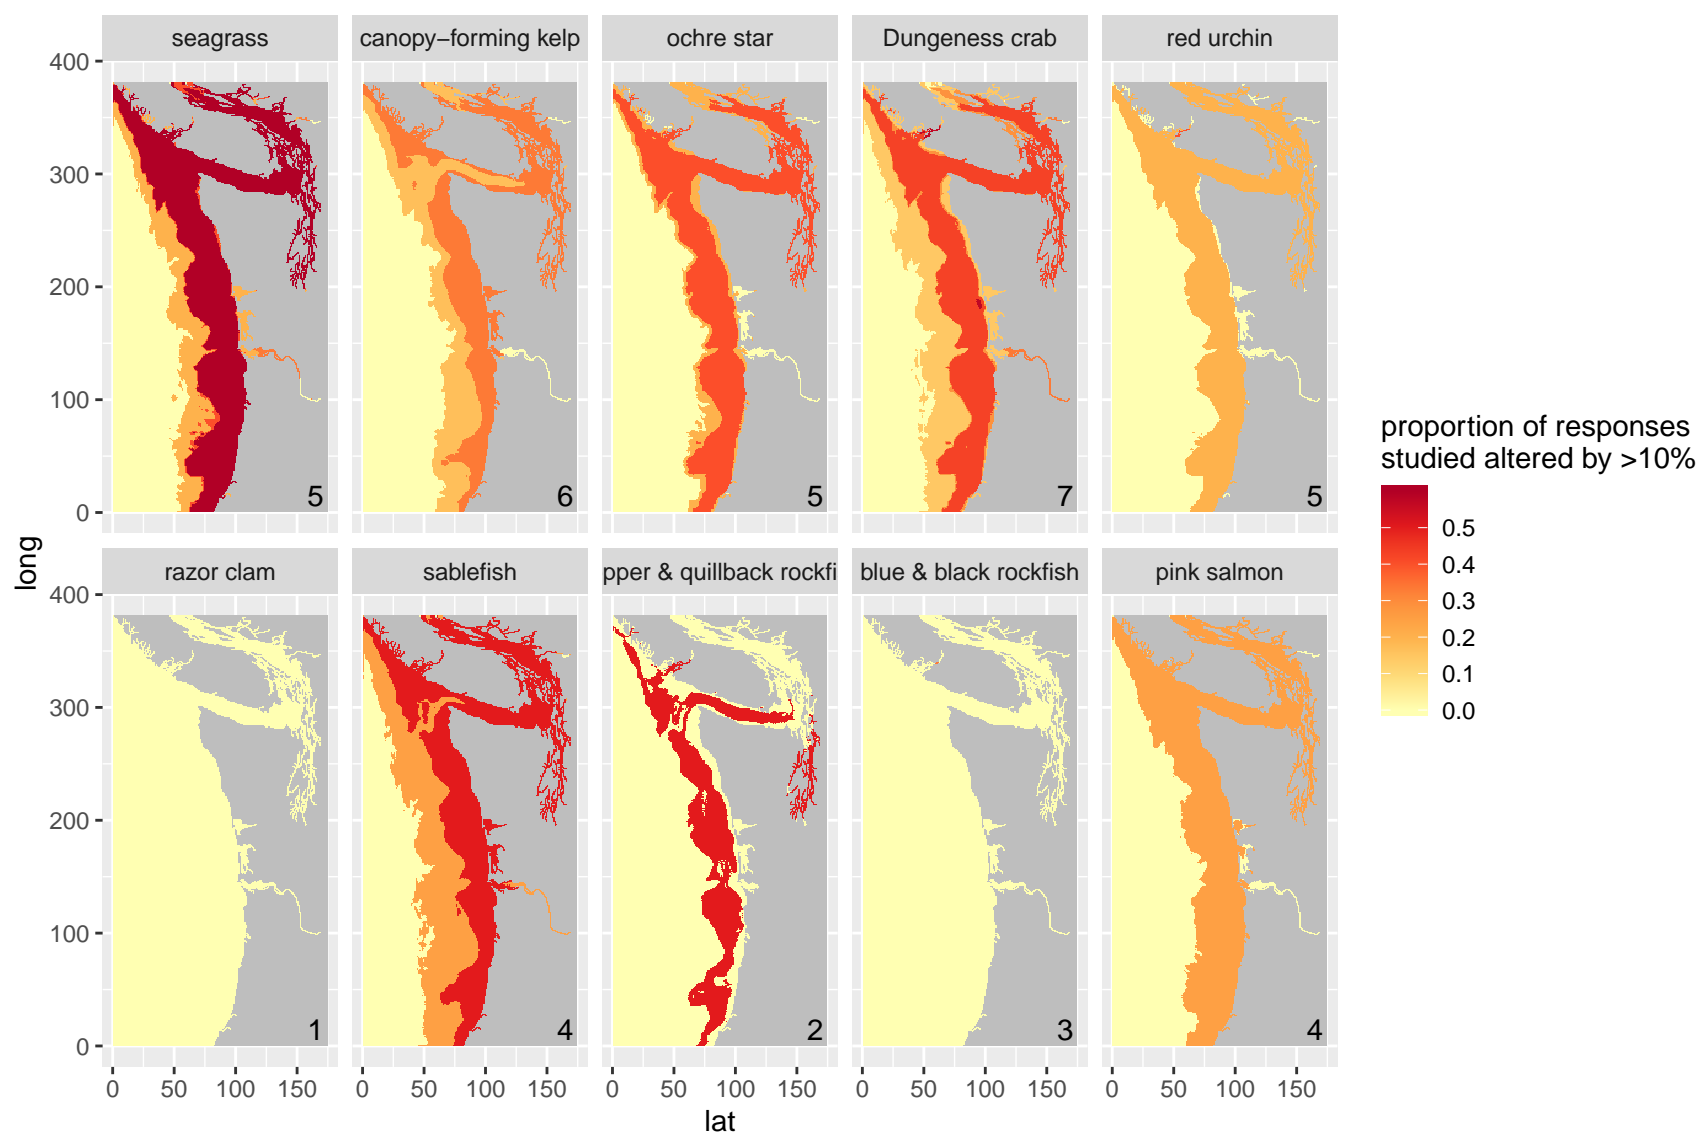 seagrass canopy−forming kelp ochre star Dungeness crab red urchin
400
300
200
100
0
5 6 5 7 5
long
razor clam sablefish pper & quillback rockfi blue & black rockfish pink salmon
400
300
200
100
0
1 4 2 3 4
0 50 100 150 0 50 100 150 0 50 100 150 0 50 100 150 0 50 100 150
lat
proportion of responses
studied altered by >10%
0.5
0.4
0.3
0.2
0.1
0.0